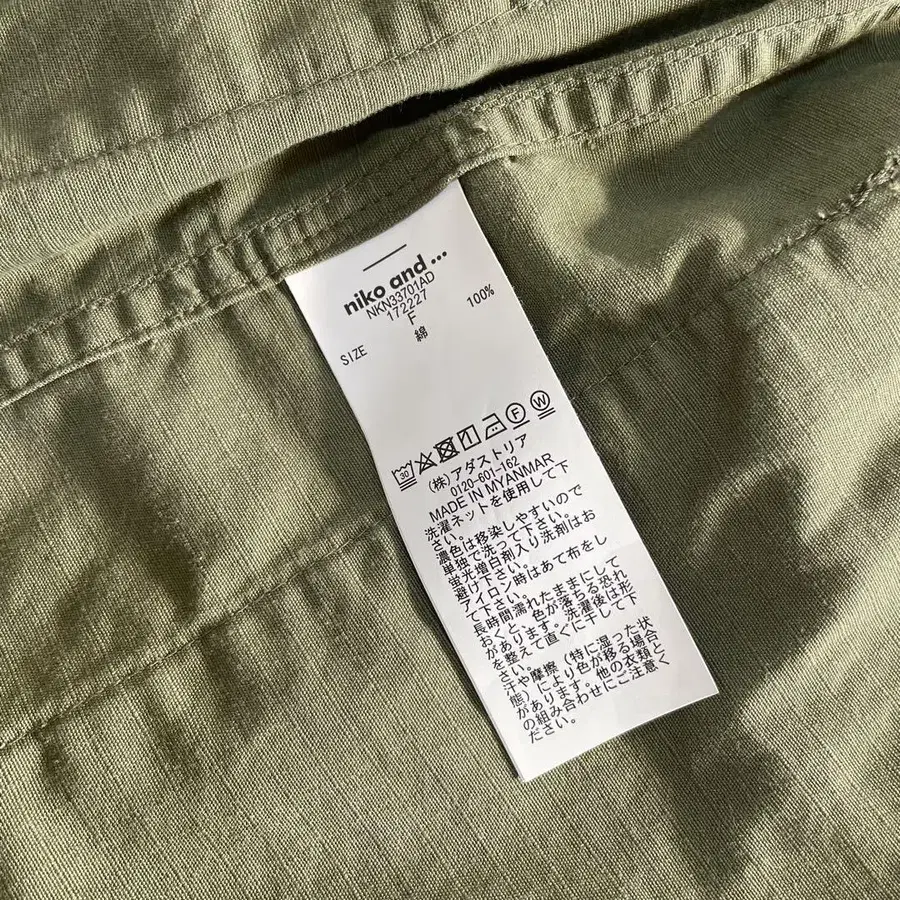 niko and ...
NKN33701AD
172227
SIZE F
綿 100%
30
F W
(株)アダストリア
0120-601-162
MADE IN MYANMAR
洗濯ネットを使用して下
さい。
濃色は移染しやすいので
単独で洗って下さい。
蛍光増白剤入り洗剤はお
避け下さい。
アイロン時はあて布をし
て下さい。
長時間濡れたままにして
おくと、色が落ちる恐れ
があります。洗濯後は形
を整えて直ぐに干して下
さい。
汗や摩擦(特に湿った状
態)により色が移る場合
があります。他の衣類と
の組み合わせにご注意く
ださい。